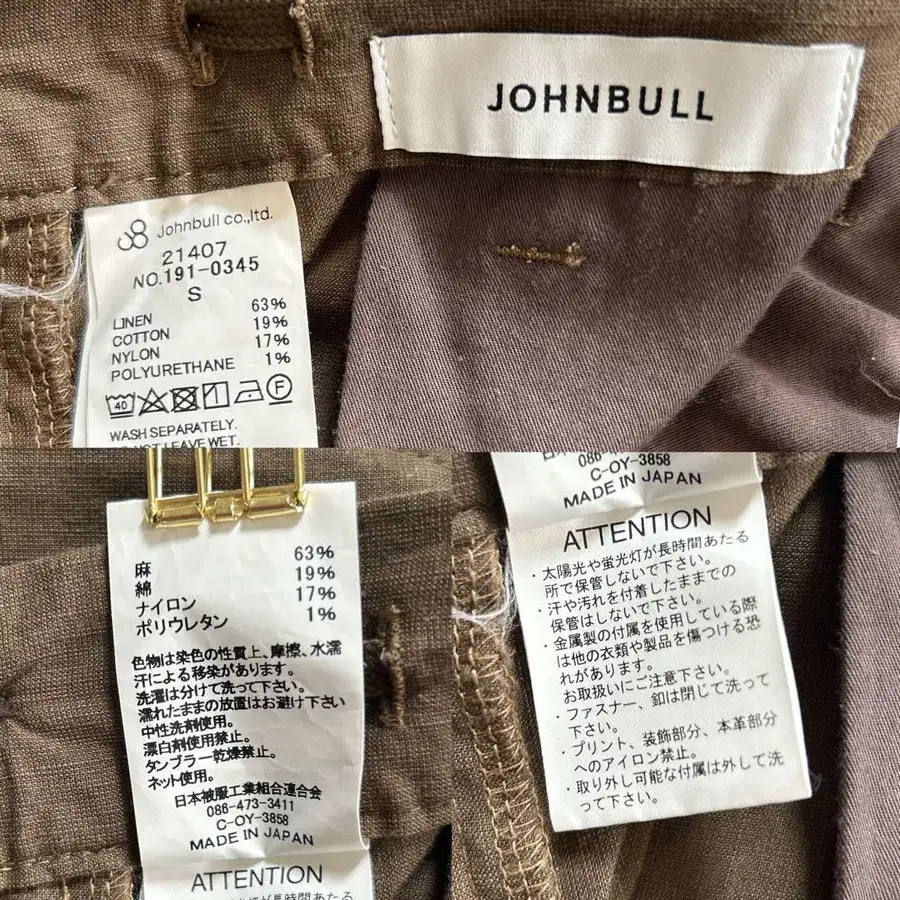 JOHNBULL
Johnbull co.,ltd.
21407
NO.191-0345
S
LINEN 63%
COTTON 19%
NYLON 17%
POLYURETHANE 1%
40
F
WASH SEPARATELY.
NOT LEAVE WET.
麻 63%
綿 19%
ナイロン 17%
ポリウレタン 1%
色物は染色の性質上、摩擦、水濡
汗による移染があります。
洗濯は分けて洗って下さい。
濡れたままの放置はお避け下さい
中性洗剤使用。
漂白剤使用禁止。
タンブラー乾燥禁止。
ネット使用。
日本被服工業組合連合会
086-473-3411
C-OY-3858
MADE IN JAPAN
ATTENTION
C-OY-3858
MADE IN JAPAN
ATTENTION
・太陽光や蛍光灯が長時間あたる
所で保管しないで下さい。
・汗や汚れを付着したままでの
保管はしないで下さい。
・金属製の付属を使用している際
は他の衣類や製品を傷つける恐
れがあります。
お取扱いにご注意下さい。
・ファスナー、釦は閉じて洗って
下さい。
・プリント、装飾部分、本革部分
へのアイロン禁止。
・取り外し可能な付属は外して洗
って下さい。